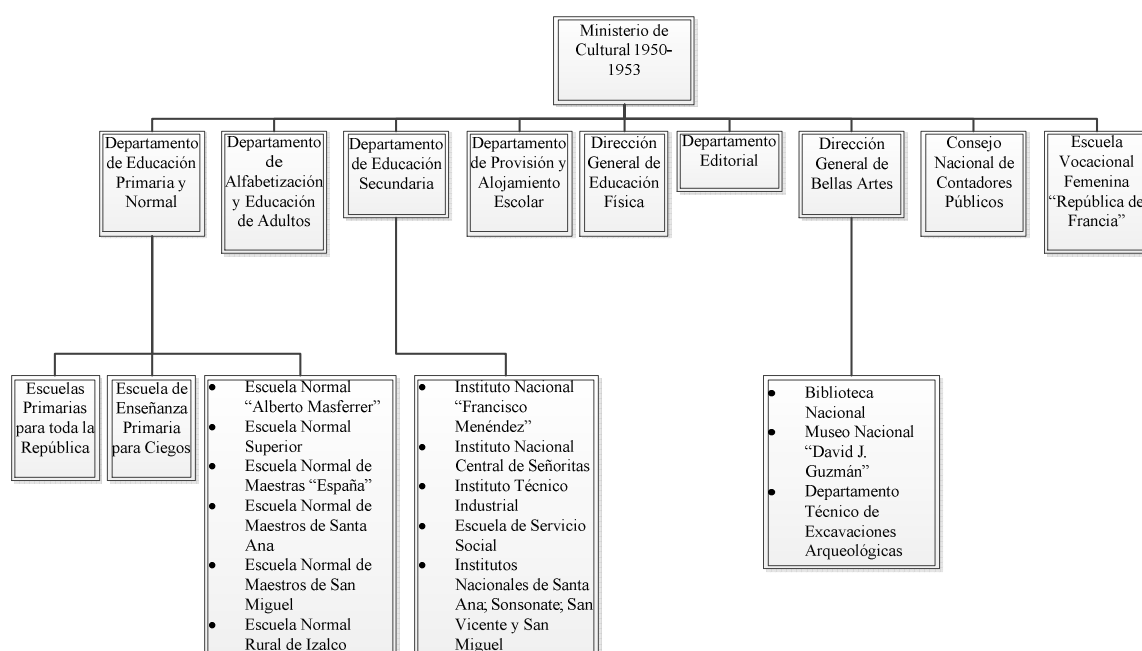 Ministerio de
Cultural 1950-
1953
Departamento
de Educación
Primaria y
Normal
Departamento
de
Alfabetización
y Educación
de Adultos
Departamento
de Educación
Secundaria
Departamento
de Provisión y
Alojamiento
Escolar
Dirección
General de
Educación
Física
Departamento
Editorial
Dirección
General de
Bellas Artes
Consejo
Nacional de
Contadores
Públicos
Escuela
Vocacional
Femenina
“República de
Francia”
Escuelas
Primarias
para toda la
República
Escuela de
Enseñanza
Primaria
para Ciegos
• Escuela Normal
“Alberto Masferrer”
• Escuela Normal
Superior
• Escuela Normal de
Maestras “España”
• Escuela Normal de
Maestros de Santa
Ana
• Escuela Normal de
Maestros de San
Miguel
• Escuela Normal
Rural de Izalco
• Instituto Nacional
“Francisco
Menéndez”
• Instituto Nacional
Central de Señoritas
• Instituto Técnico
Industrial
• Escuela de Servicio
Social
• Institutos
Nacionales de Santa
Ana; Sonsonate; San
Vicente y San
Miguel
• Biblioteca
Nacional
• Museo Nacional
“David J.
Guzmán”
• Departamento
Técnico de
Excavaciones
Arqueológicas